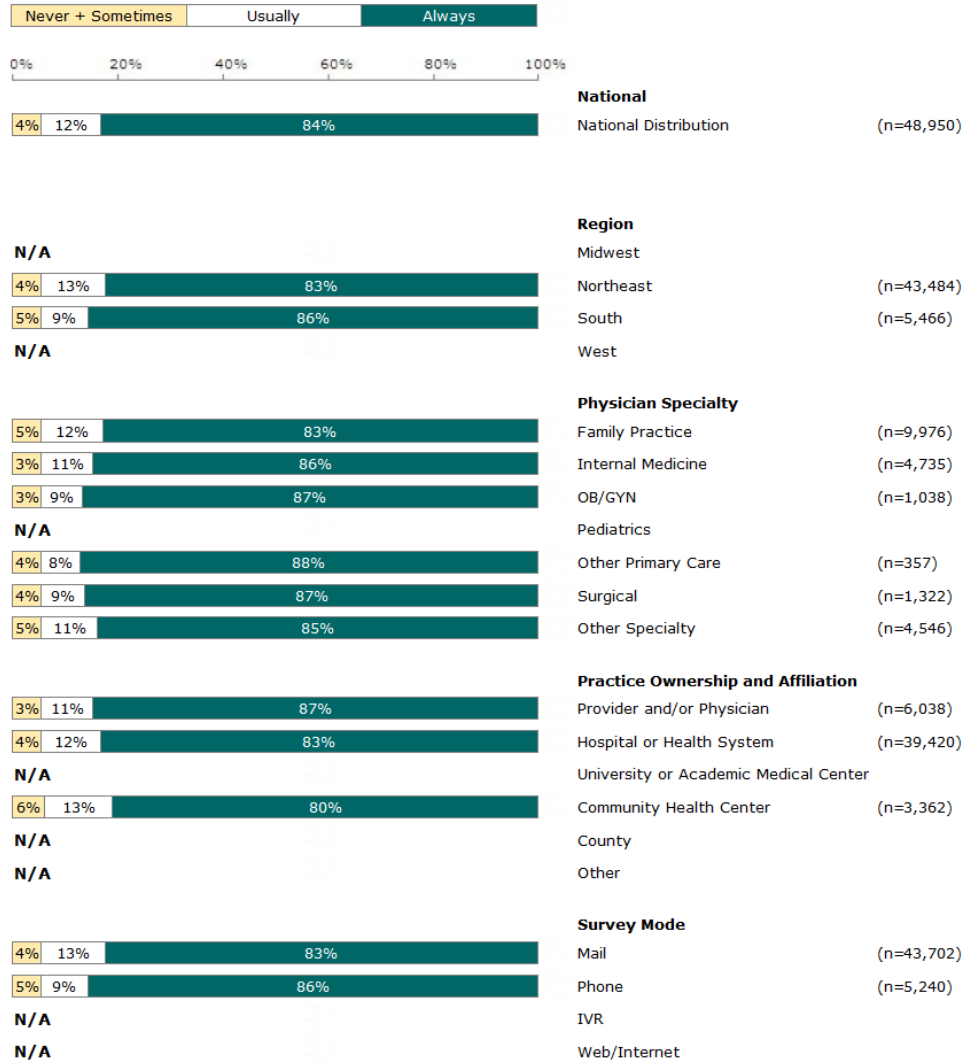 Never + Sometimes Usually Always
0% 20% 40% 60% 80% 100%
National
4% 12% 84% National Distribution (n=48,950)
Region
N/A Midwest
4% 13% 83% Northeast (n=43,484)
5% 9% 86% South (n=5,466)
N/A West
Physician Specialty
5% 12% 83% Family Practice (n=9,976)
3% 11% 86% Internal Medicine (n=4,735)
3% 9% 87% OB/GYN (n=1,038)
N/A Pediatrics
4% 8% 88% Other Primary Care (n=357)
4% 9% 87% Surgical (n=1,322)
5% 11% 85% Other Specialty (n=4,546)
Practice Ownership and Affiliation
3% 11% 87% Provider and/or Physician (n=6,038)
4% 12% 83% Hospital or Health System (n=39,420)
N/A University or Academic Medical Center
6% 13% 80% Community Health Center (n=3,362)
N/A County
N/A Other
Survey Mode
4% 13% 83% Mail (n=43,702)
5% 9% 86% Phone (n=5,240)
N/A IVR
N/A Web/Internet